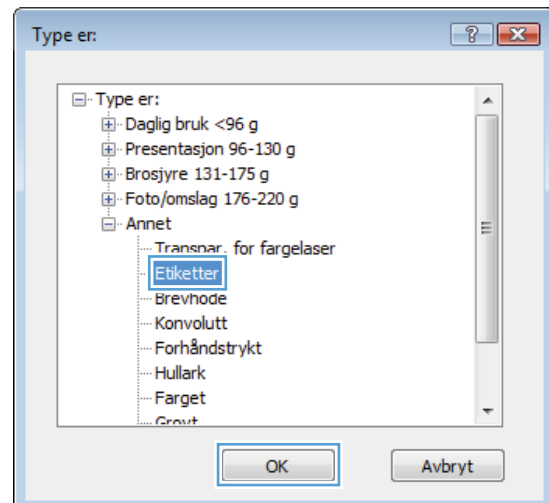 Type er:
Type er:
Daglig bruk <96 g
Presentasjon 96-130 g
Brosjyre 131-175 g
Foto/omslag 176-220 g
Annet
Transpar. for fargelaser
Etiketter
Brevhode
Konvolutt
Forhåndstrykt
Hullark
Farget
Grovt
OK Avbryt